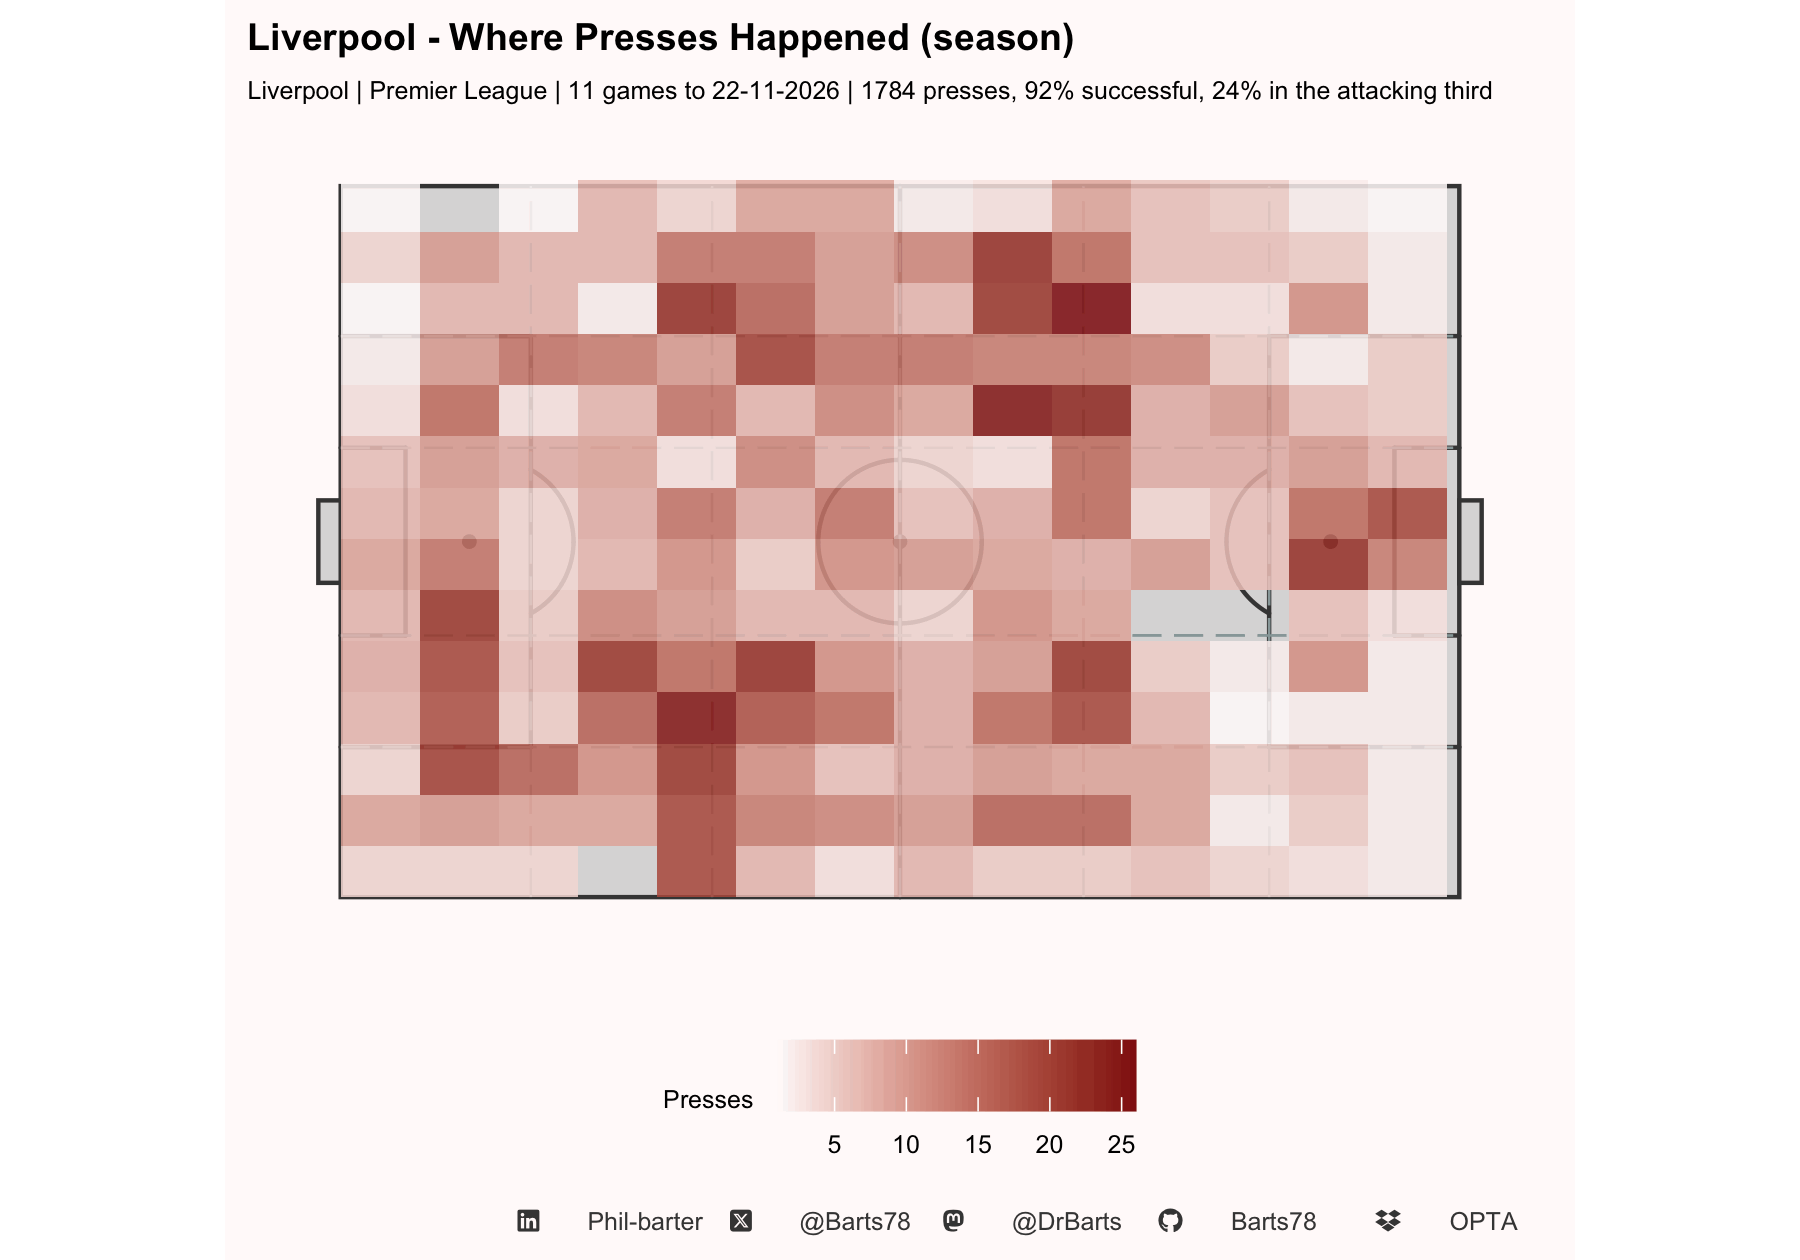 Liverpool - Where Presses Happened (season)
Liverpool | Premier League | 11 games to 22-11-2026 | 1784 presses, 92% successful, 24% in the attacking third
Presses
5 10 15 20 25
Phil-barter @Barts78 @DrBarts Barts78 OPTA